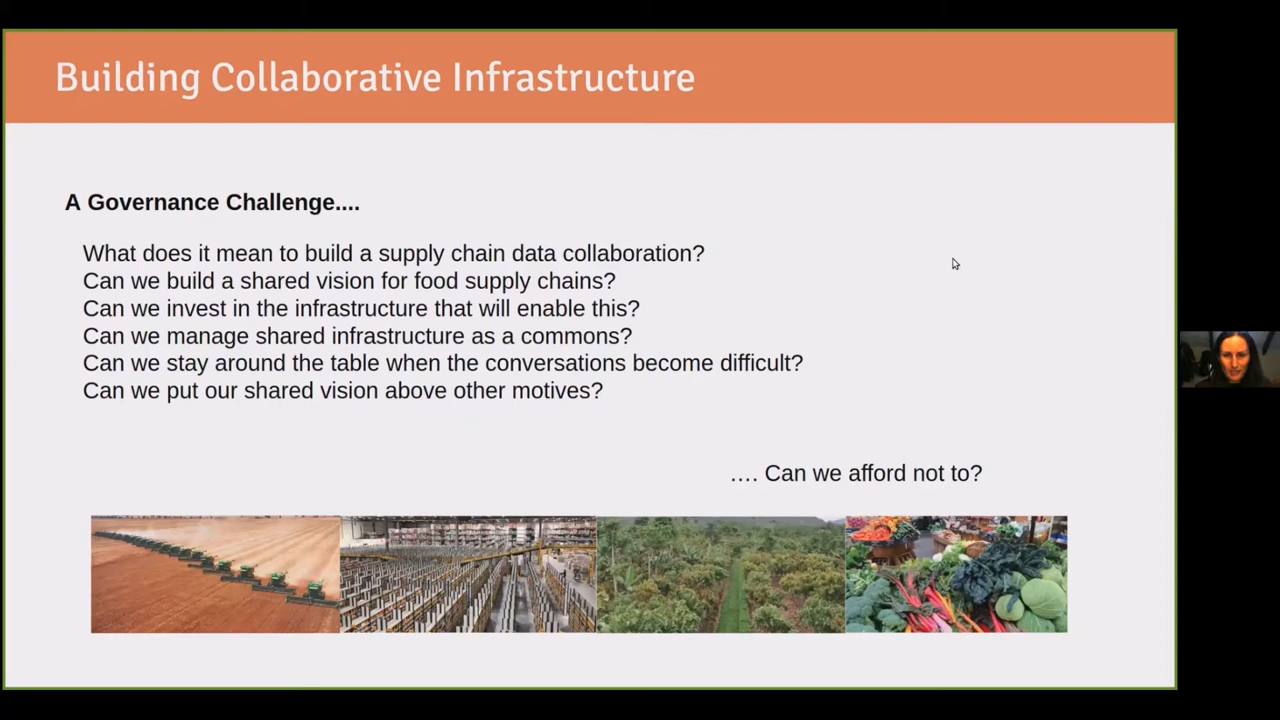 Building Collaborative Infrastructure
A Governance Challenge....
What does it mean to build a supply chain data collaboration?
Can we build a shared vision for food supply chains?
Can we invest in the infrastructure that will enable this?
Can we manage shared infrastructure as a commons?
Can we stay around the table when the conversations become difficult?
Can we put our shared vision above other motives?
.... Can we afford not to?